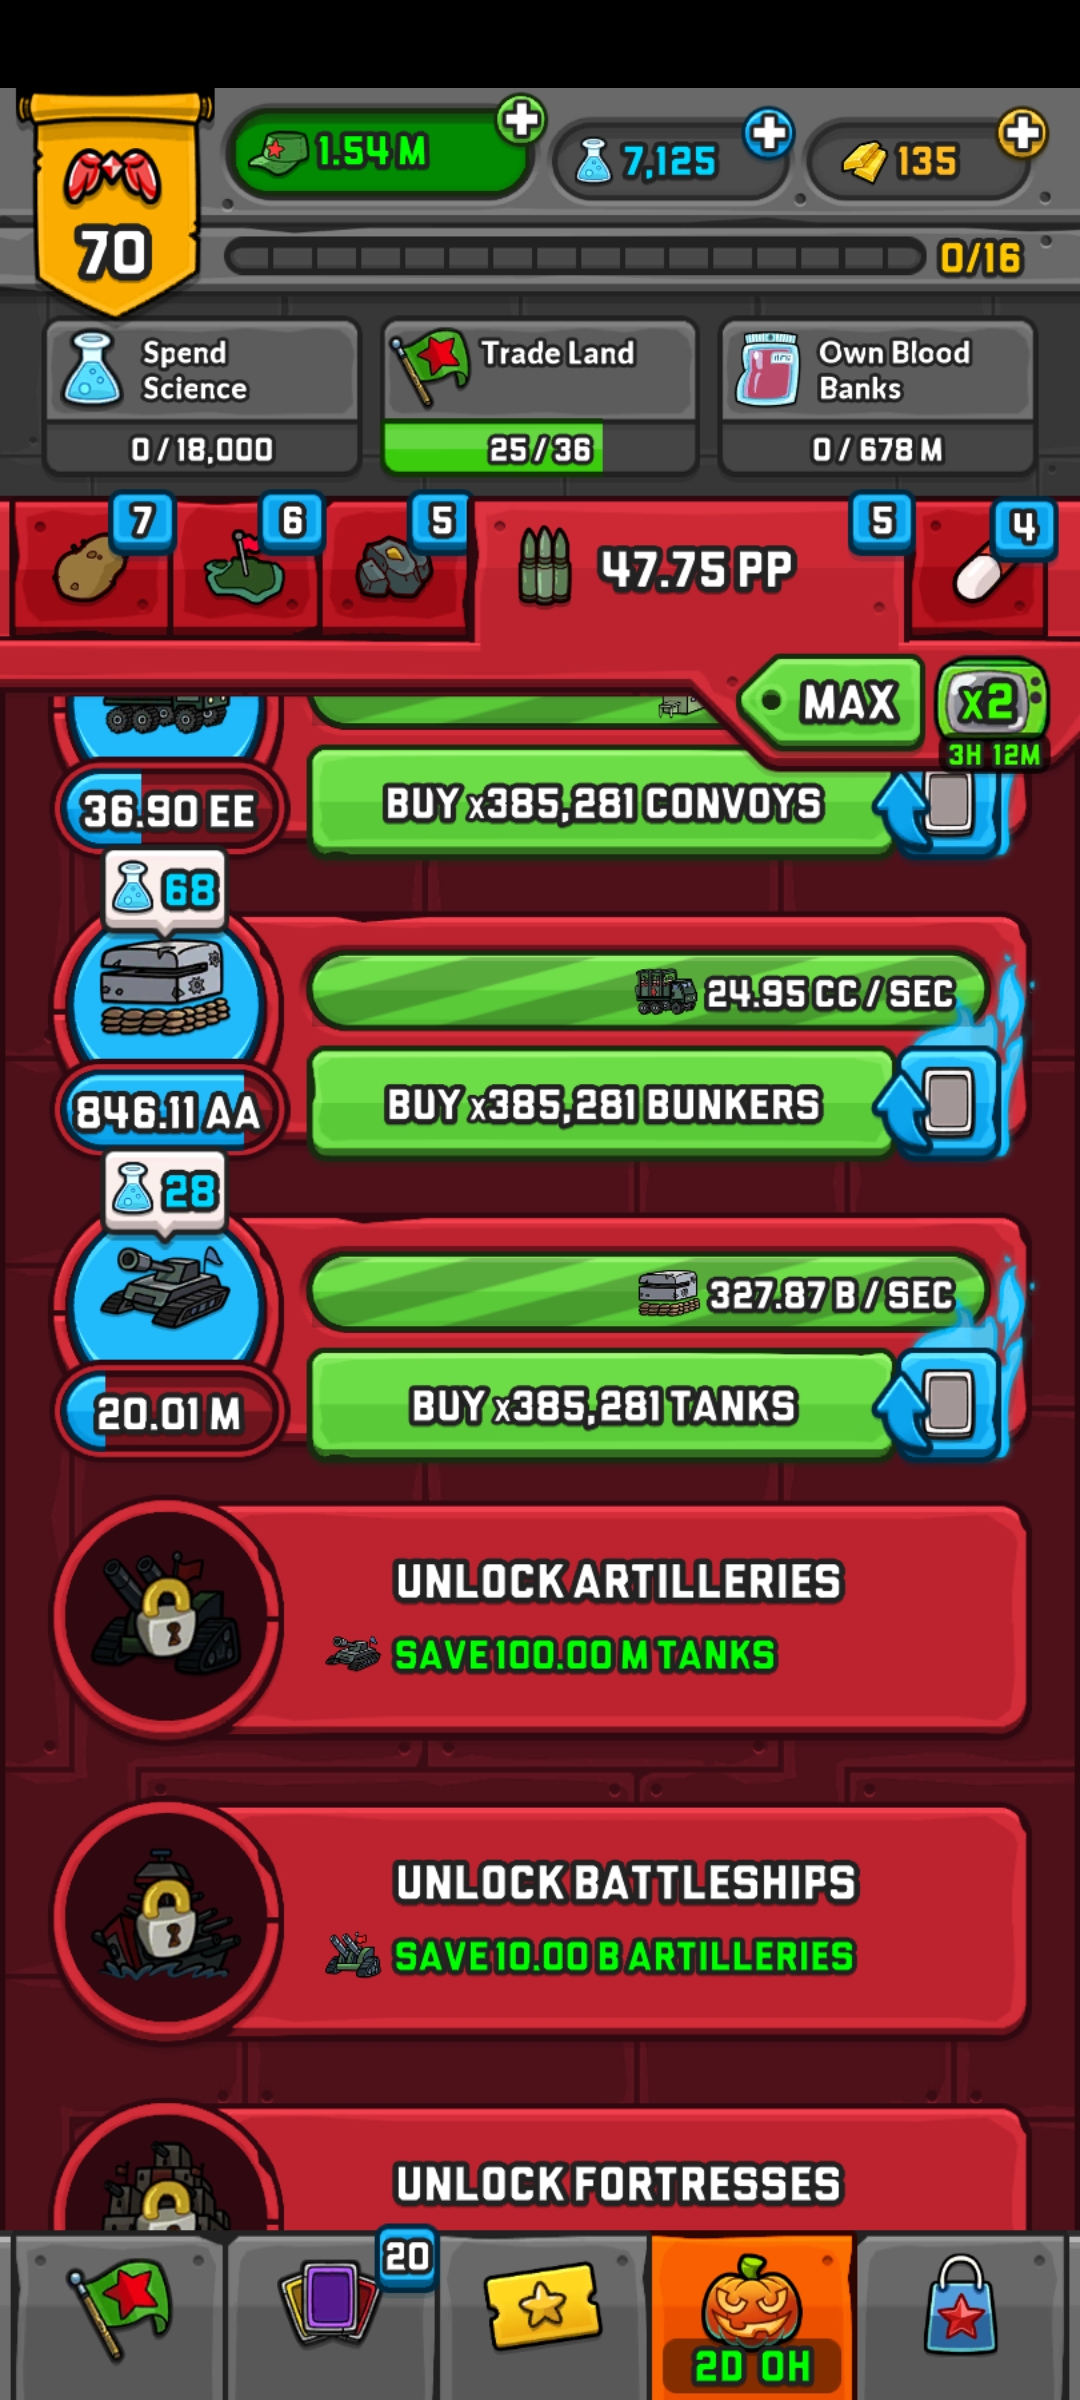 1.54 M
7,125
135
70
0/16
Spend
Science
0 / 18,000
Trade Land
25 / 36
Own Blood
Banks
0 / 678 M
7
6
5
47.75 PP
5
4
MAX
x2
3H 12M
36.90 EE
BUY x385,281 CONVOYS
68
24.95 CC / SEC
846.11 AA
BUY x385,281 BUNKERS
28
327.87 B / SEC
20.01 M
BUY x385,281 TANKS
UNLOCK ARTILLERIES
SAVE 100.00 M TANKS
UNLOCK BATTLESHIPS
SAVE 10.00 B ARTILLERIES
UNLOCK FORTRESSES
20
2D 0H